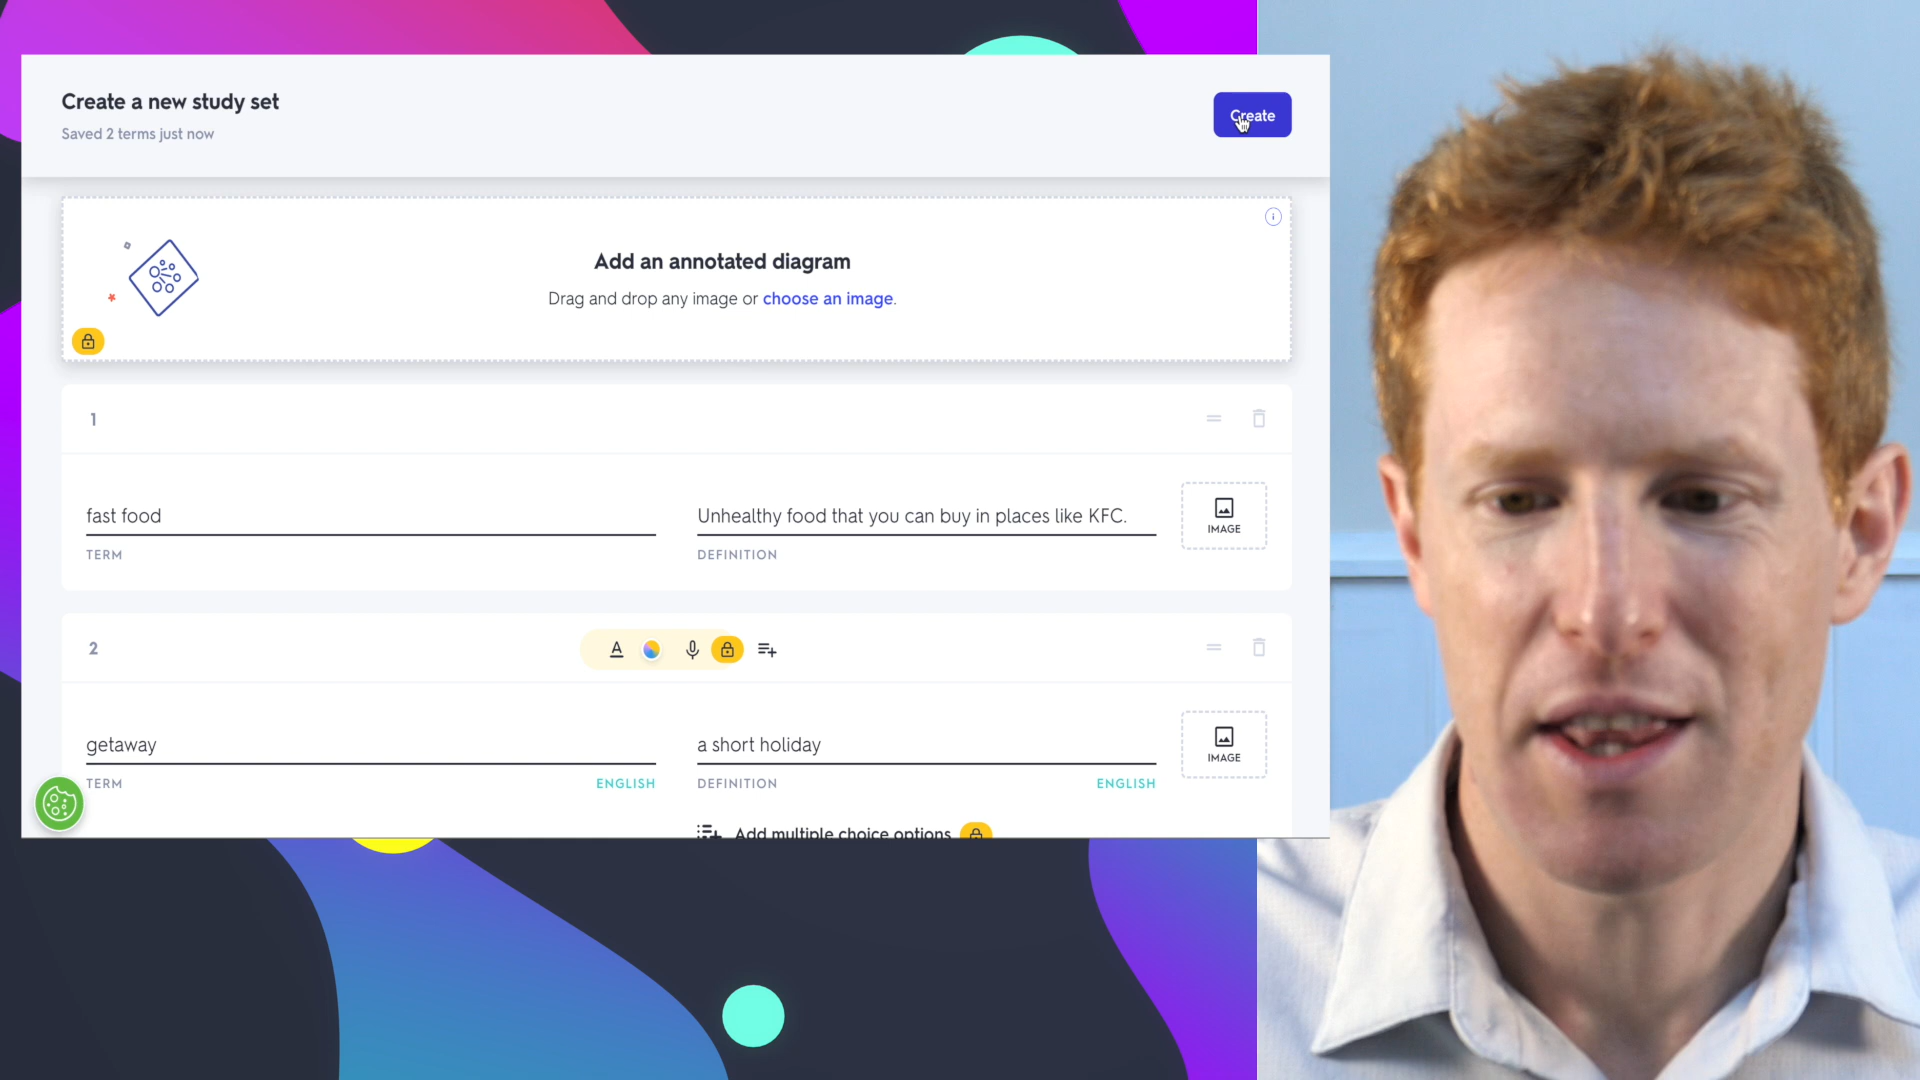 Create a new study set
Saved 2 terms just now
Create
Add an annotated diagram
Drag and drop any image or choose an image.
1
fast food
TERM
Unhealthy food that you can buy in places like KFC.
DEFINITION
IMAGE
2
getaway
TERM
ENGLISH
a short holiday
DEFINITION
ENGLISH
IMAGE
Add multiple choice options